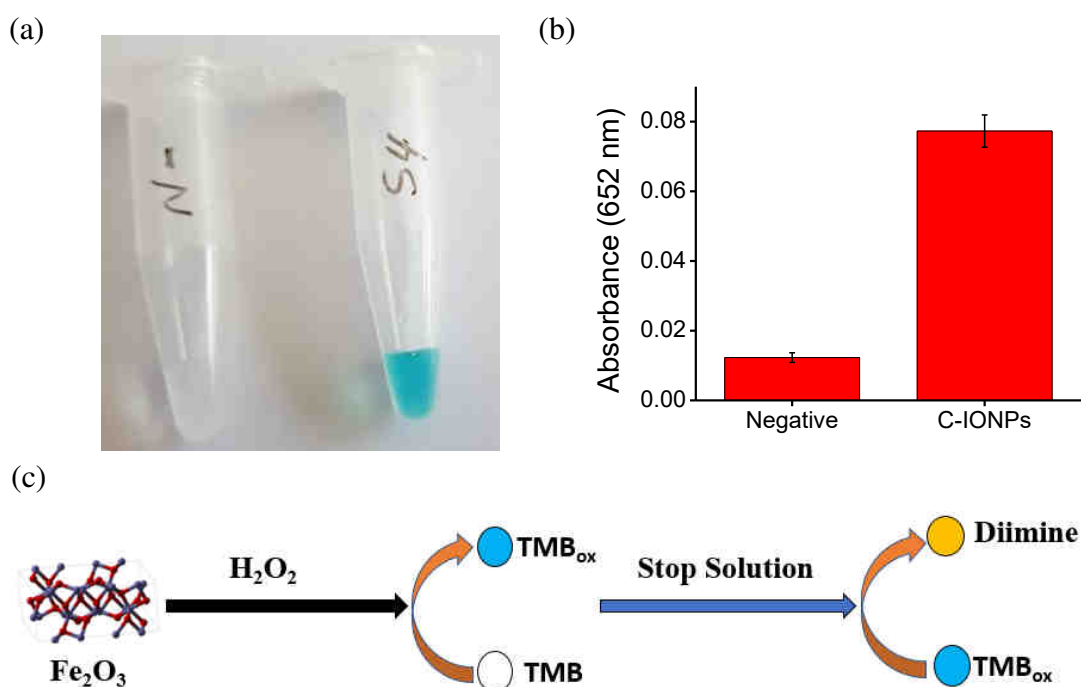 (a)
N-
S4
(b)
Absorbance (652 nm)
0.08
0.06
0.04
0.02
0.00
Negative
C-IONPs
(c)
Fe₂O₃
H₂O₂
TMBox
TMB
Stop Solution
Diimine
TMBox